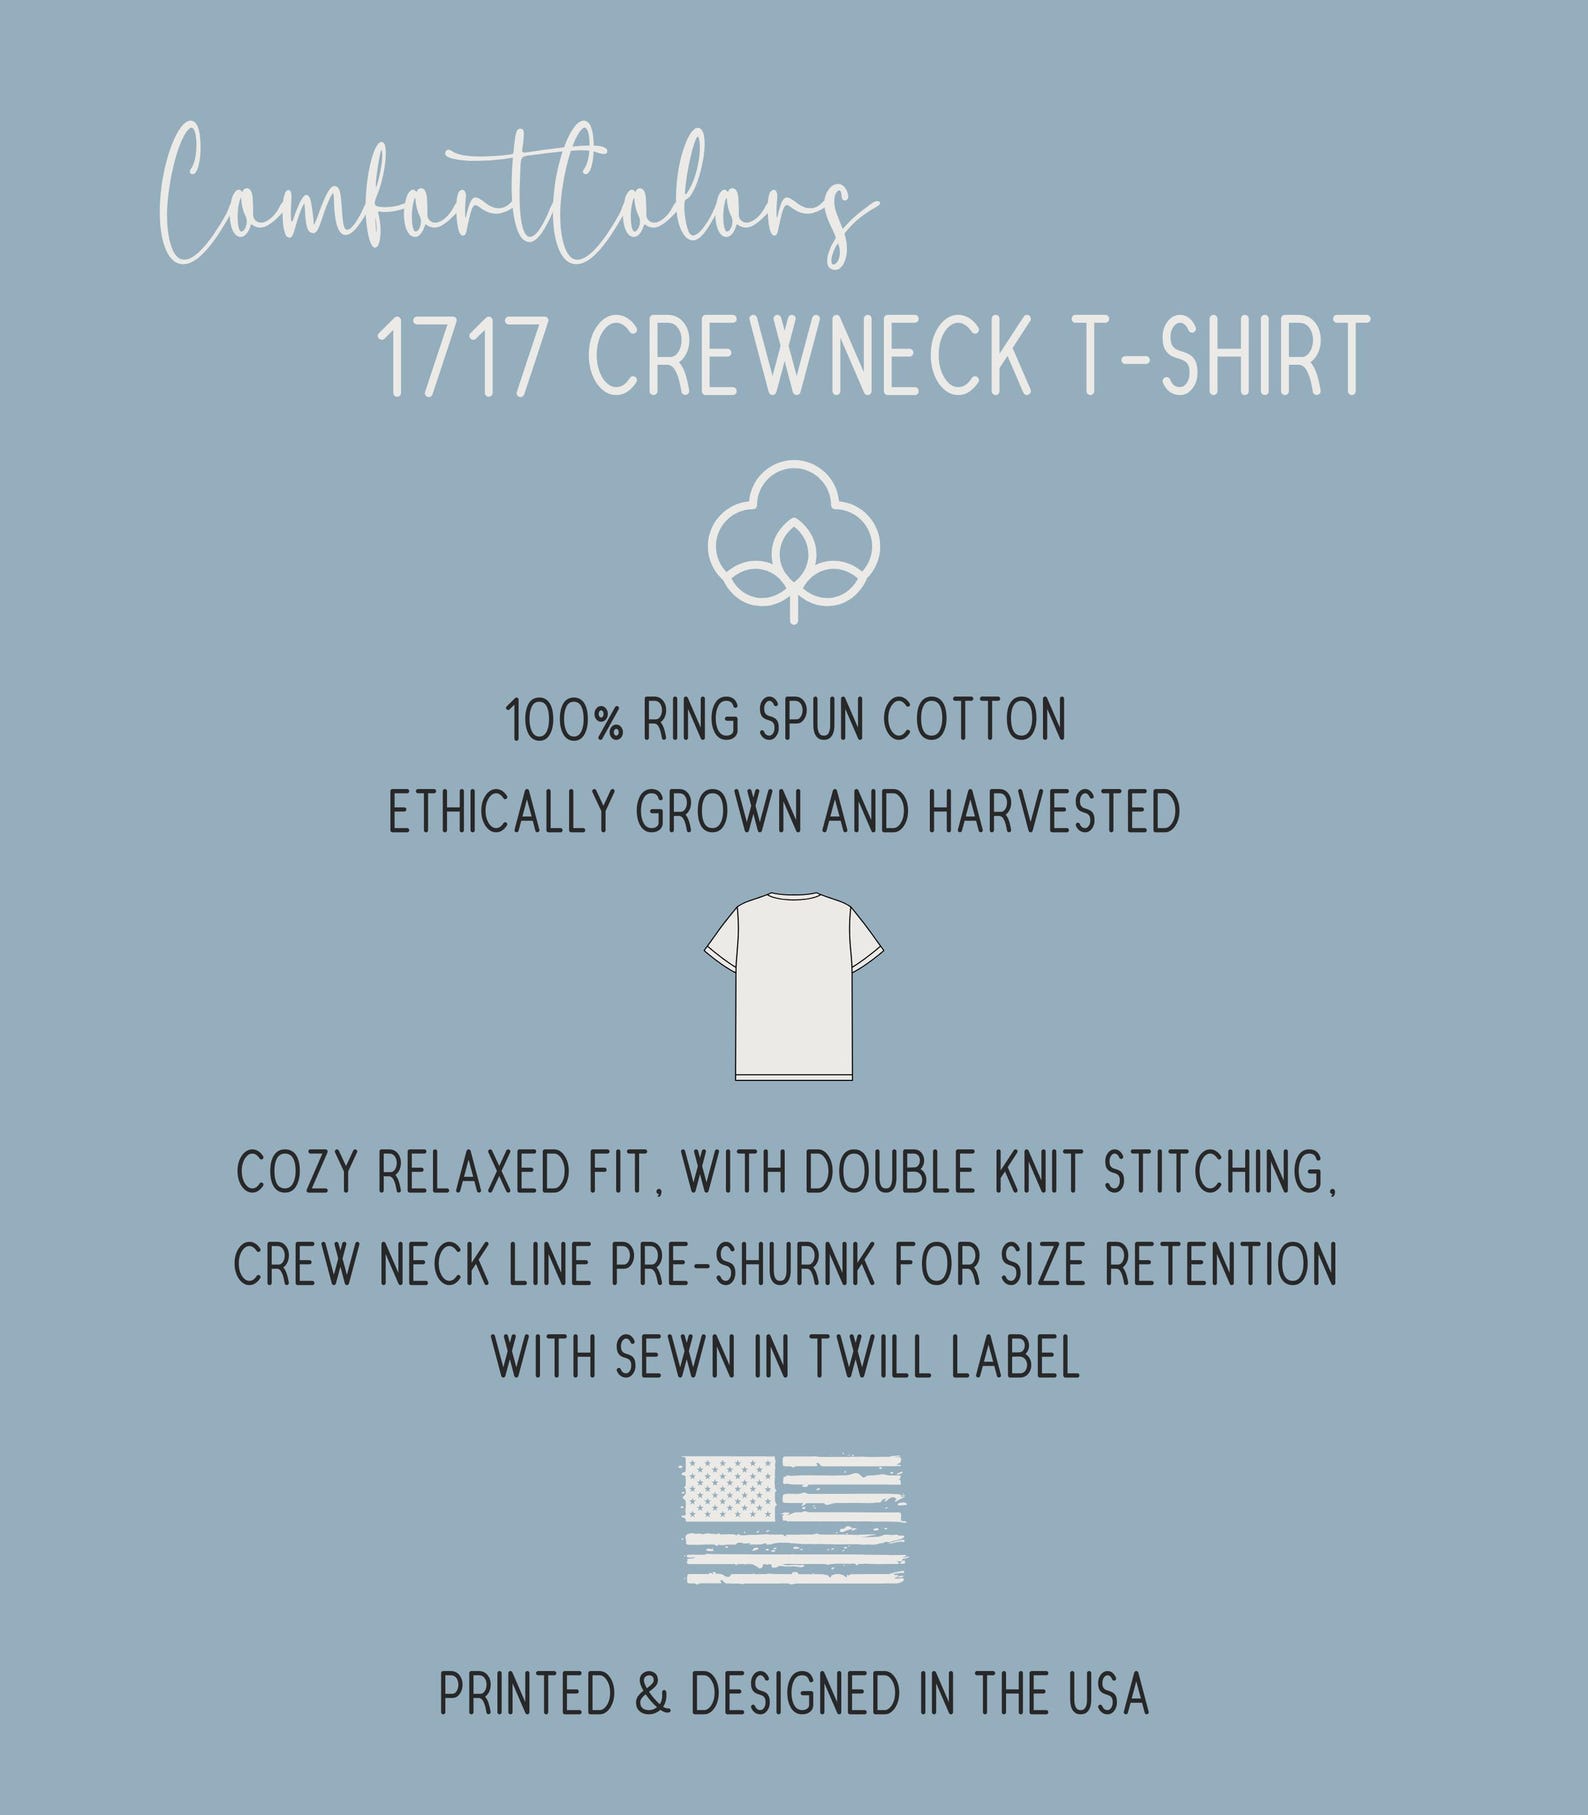 ComfortColors
1717 CREWNECK T-SHIRT
100% RING SPUN COTTON
ETHICALLY GROWN AND HARVESTED
COZY RELAXED FIT, WITH DOUBLE KNIT STITCHING,
CREW NECK LINE PRE-SHURNK FOR SIZE RETENTION
WITH SEWN IN TWILL LABEL
PRINTED & DESIGNED IN THE USA